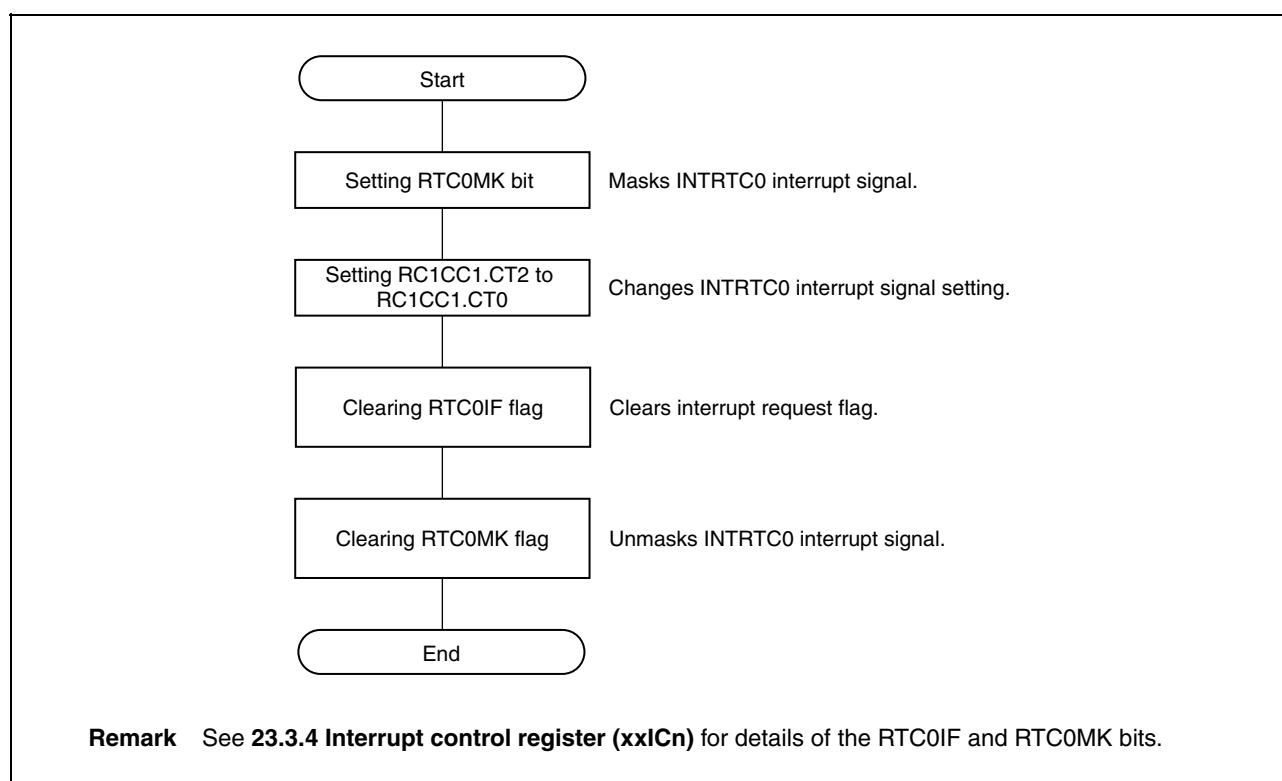 Start
Setting RTC0MK bit
Masks INTRTC0 interrupt signal.
Setting RC1CC1.CT2 to
RC1CC1.CT0
Changes INTRTC0 interrupt signal setting.
Clearing RTC0IF flag
Clears interrupt request flag.
Clearing RTC0MK flag
Unmasks INTRTC0 interrupt signal.
End
Remark See 23.3.4 Interrupt control register (xxICn) for details of the RTC0IF and RTC0MK bits.